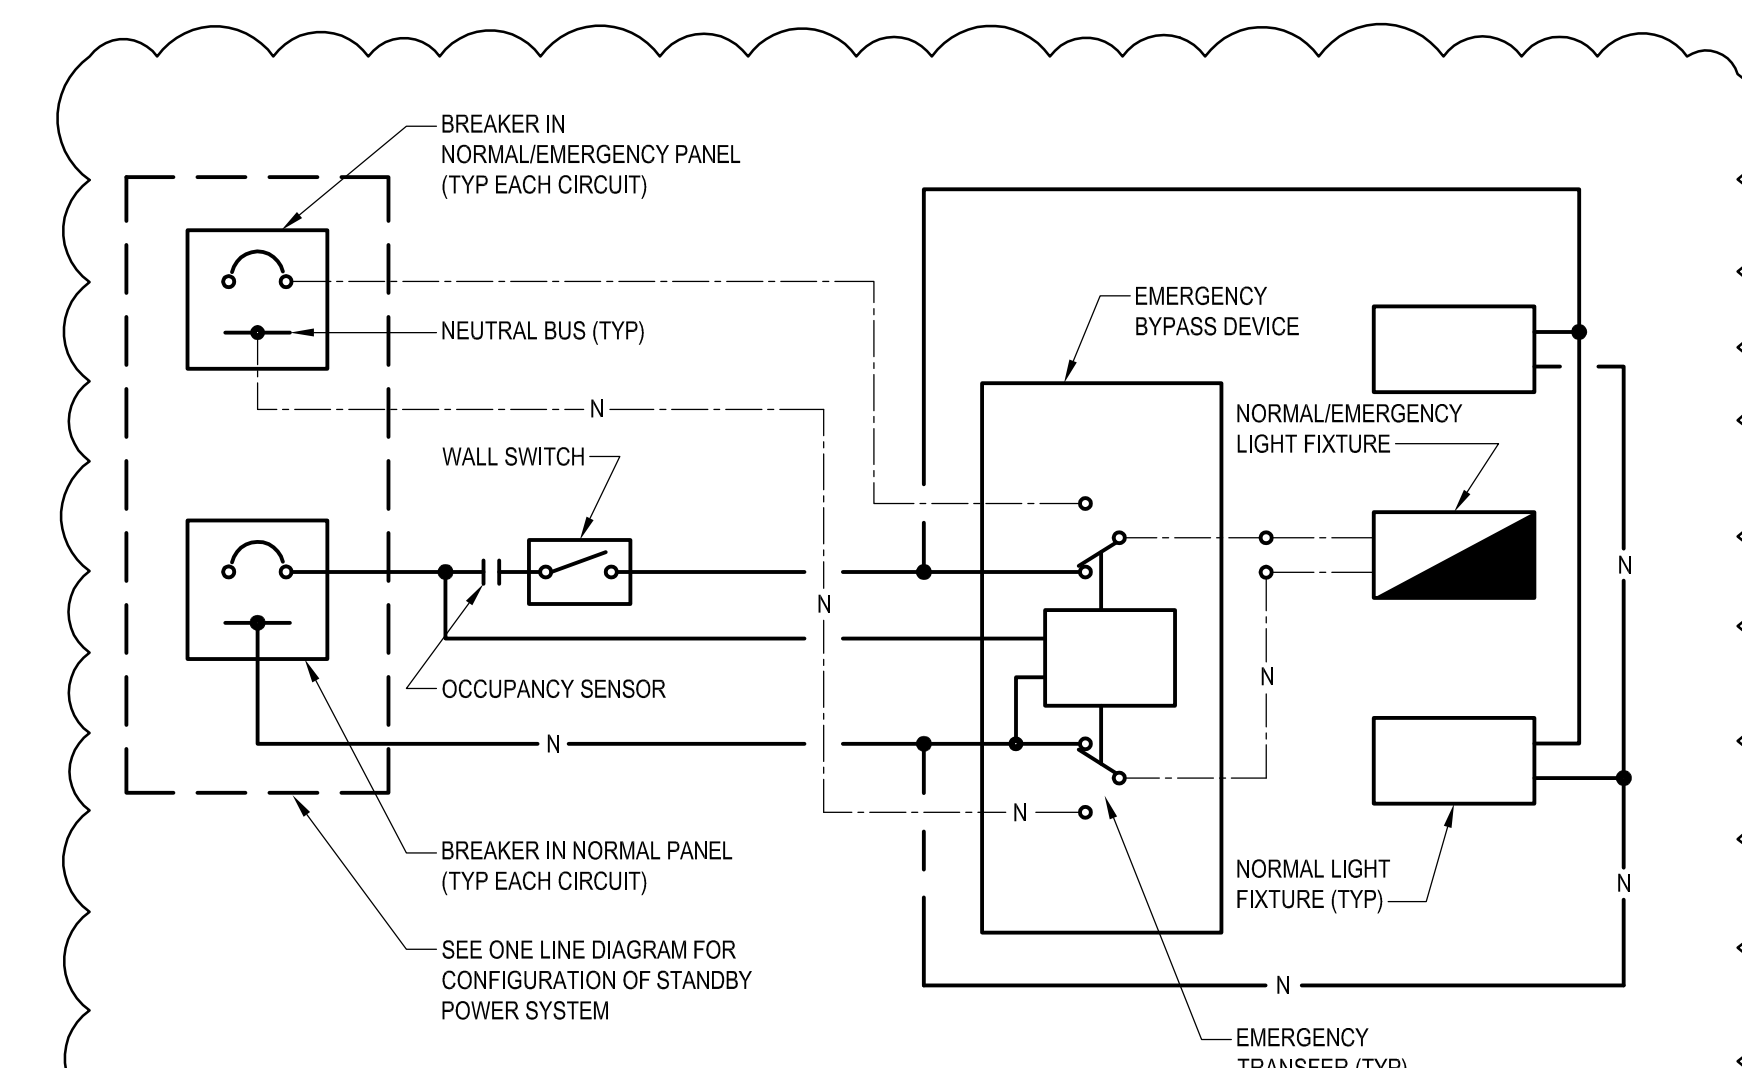 BREAKER IN
NORMAL/EMERGENCY PANEL
(TYP EACH CIRCUIT)
EMERGENCY
BYPASS DEVICE
NEUTRAL BUS (TYP)
N
NORMAL/EMERGENCY
LIGHT FIXTURE
WALL SWITCH
N
N
N
OCCUPANCY SENSOR
N
N
BREAKER IN NORMAL PANEL
(TYP EACH CIRCUIT)
NORMAL LIGHT
FIXTURE (TYP)
N
SEE ONE LINE DIAGRAM FOR
CONFIGURATION OF STANDBY
POWER SYSTEM
N
EMERGENCY
TRANSFER (TYP)